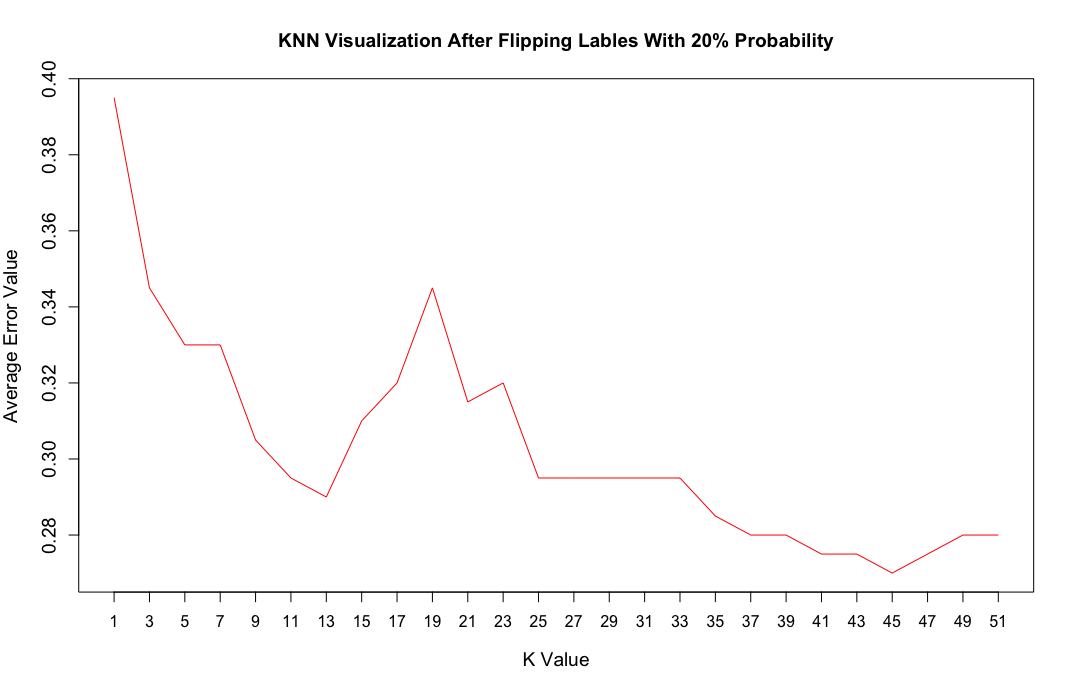 KNN Visualization After Flipping Lables With 20% Probability
0.40
0.38
0.36
0.34
0.32
0.30
0.28
Average Error Value
1 3 5 7 9 11 13 15 17 19 21 23 25 27 29 31 33 35 37 39 41 43 45 47 49 51
K Value